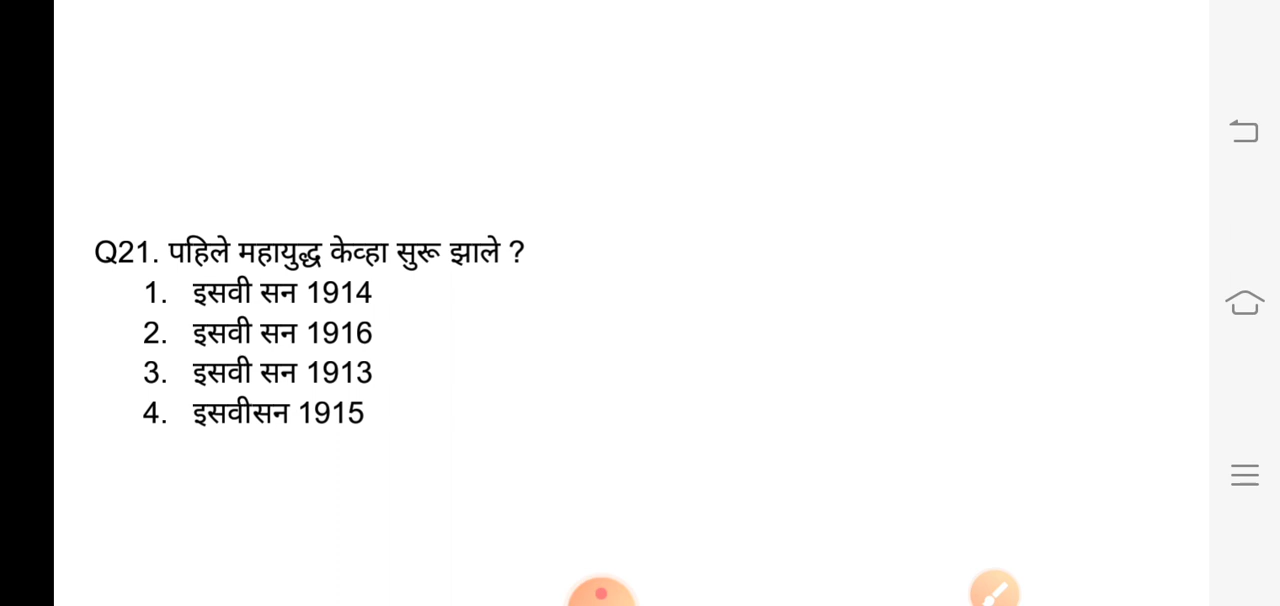 Q21. पहिले महायुद्ध केव्हा सुरू झाले ?
1. इसवी सन 1914
2. इसवी सन 1916
3. इसवी सन 1913
4. इसवीसन 1915